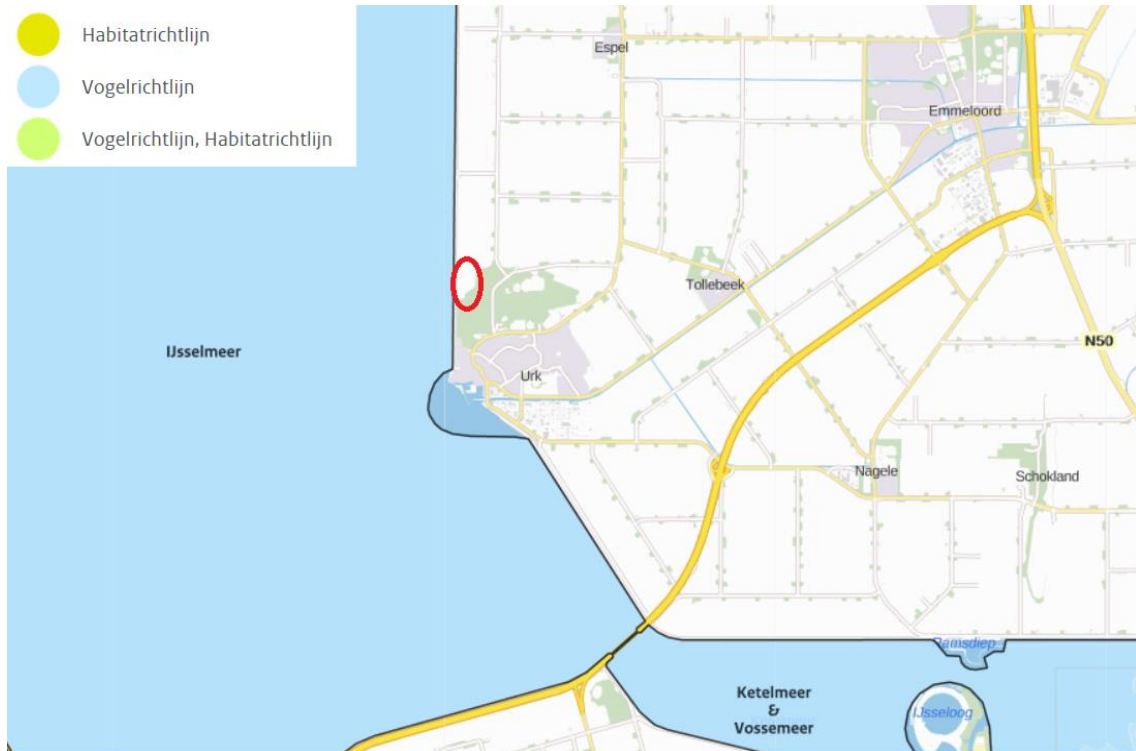 Habitatrichtlijn
Vogelrichtlijn
Vogelrichtlijn, Habitatrichtlijn
Espel
Emmeloord
Tollebeek
IJsselmeer
N50
Urk
Nagele
Schokland
Ramsdiep
Ketelmeer
&
Vossemeer
IJsseloog